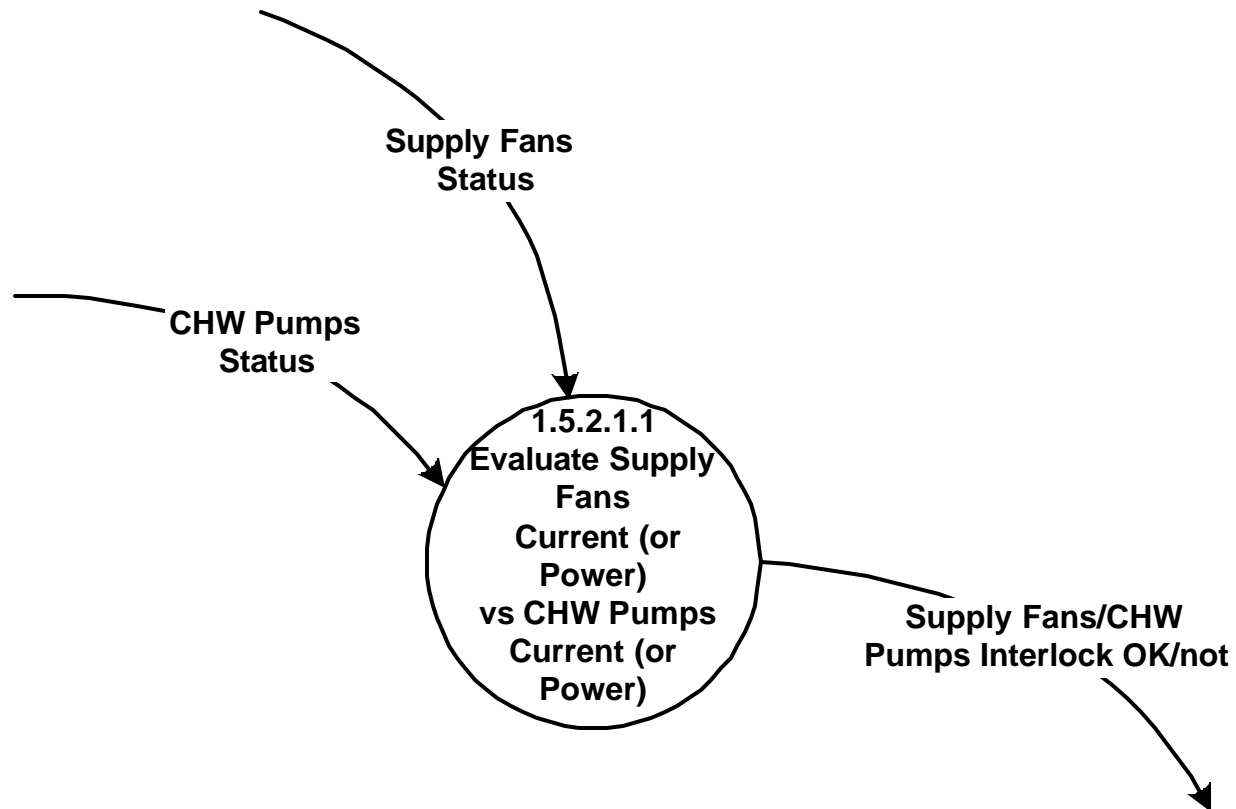 Supply Fans
Status
CHW Pumps
Status
1.5.2.1.1
Evaluate Supply
Fans
Current (or
Power)
vs CHW Pumps
Current (or
Power)
Supply Fans/CHW
Pumps Interlock OK/not